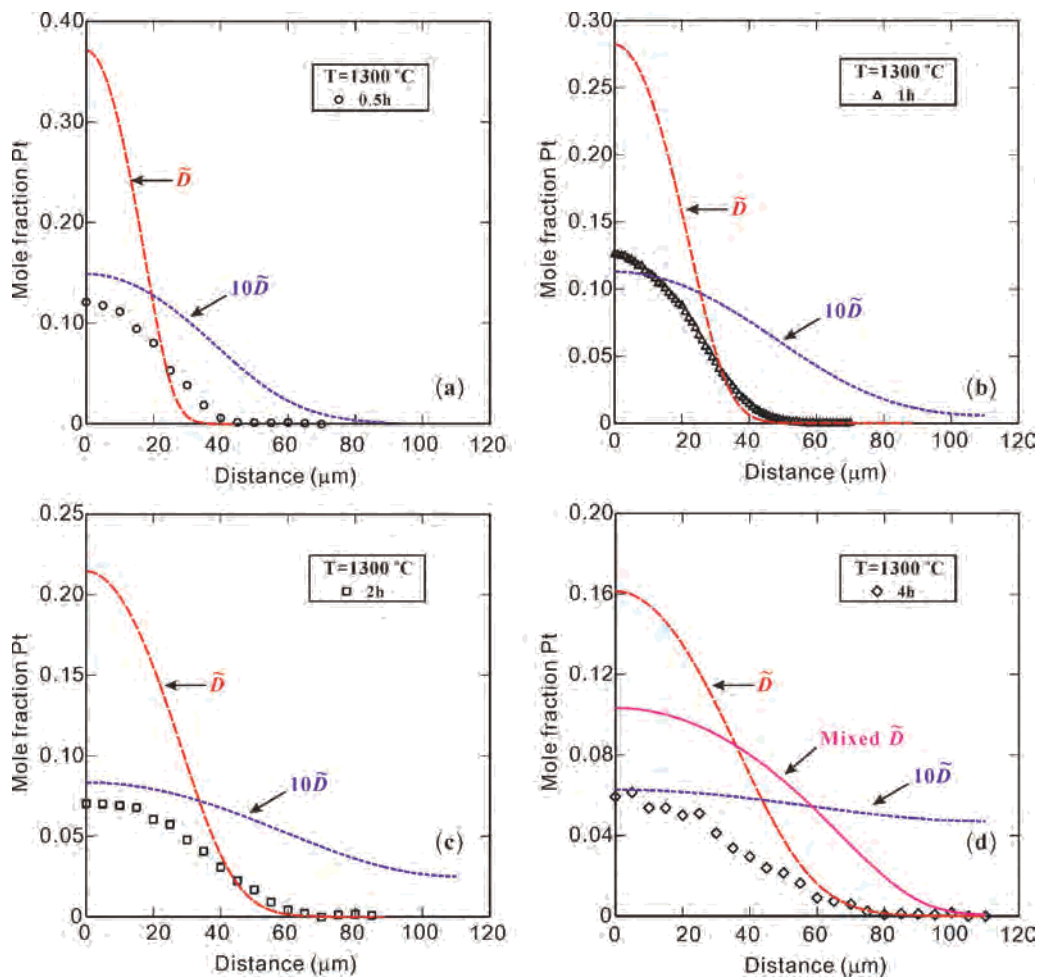 0.40
0.30
0.20
0.10
0
Mole fraction Pt
T=1300 °C
0.5h
D̃
10D̃
(a)
0 20 40 60 80 100 120
Distance (μm)
0.30
0.25
0.20
0.15
0.10
0.05
0
Mole fraction Pt
T=1300 °C
1h
D̃
10D̃
(b)
0 20 40 60 80 100 120
Distance (μm)
0.25
0.20
0.15
0.10
0.05
0
Mole fraction Pt
T=1300 °C
2h
D̃
10D̃
(c)
0 20 40 60 80 100 120
Distance (μm)
0.20
0.16
0.12
0.08
0.04
0
Mole fraction Pt
T=1300 °C
4h
D̃
Mixed D̃
10D̃
(d)
0 20 40 60 80 100 120
Distance (μm)